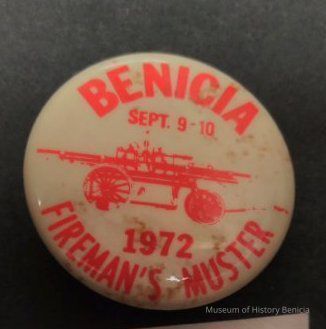 BENICIA
SEPT. 9-10
1972
FIREMAN'S MUSTER
Museum of History Benicia